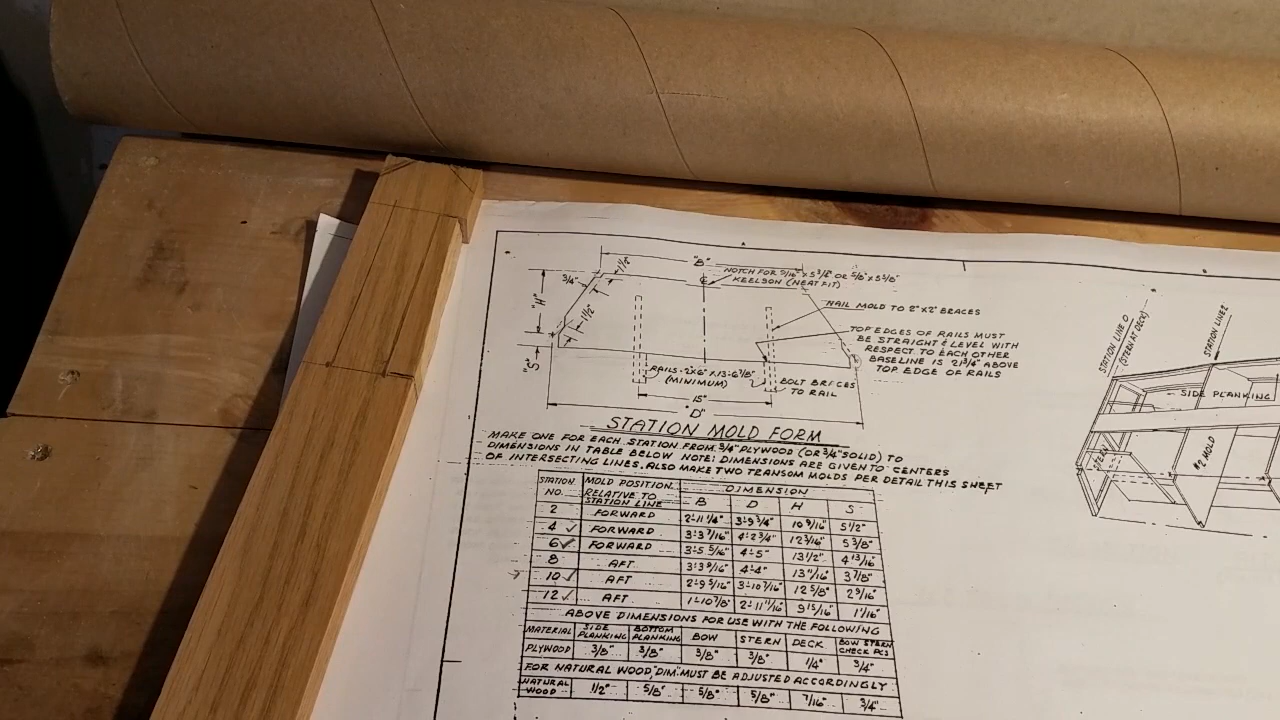 "B"
NOTCH FOR 9/16" x 5 3/8" OR 5/8" x 5 5/8"
KEELSON (NEAT FIT)
1 1/8"
3/4"
"H"
1 1/2"
"S"
NAIL MOLD TO 2"x2" BRACES
TOP EDGES OF RAILS MUST
BE STRAIGHT & LEVEL WITH
RESPECT TO EACH OTHER
BASELINE IS 21 3/4" ABOVE
TOP EDGE OF RAILS
RAILS - 2"x6" x 13'-6 7/8"
(MINIMUM)
BOLT BRACES
TO RAIL
15"
"D"
STATION MOLD FORM
MAKE ONE FOR EACH STATION FROM 3/4" PLYWOOD (OR 3/4" SOLID) TO
DIMENSIONS IN TABLE BELOW NOTE: DIMENSIONS ARE GIVEN TO CENTERS
OF INTERSECTING LINES. ALSO MAKE TWO TRANSOM MOLDS PER DETAIL THIS SHEET
STATION NO. MOLD POSITION RELATIVE TO STATION LINE DIMENSION
B D H S
2 FORWARD 2'-11 1/4" 3'-9 3/4" 10 9/16" 5 1/2"
4 ✓ FORWARD 3'-3 7/16" 4'-2 3/4" 12 3/16" 5 3/8"
6 ✓ FORWARD 3'-5 5/16" 4'-5" 13 1/2" 4 13/16"
8 AFT 3'-3 9/16" 4'-4" 3 7/8"
10 ✓ AFT 2'-9 5/16" 3'-10 7/16" 12 5/8" 2 9/16"
12 ✓ AFT 1'-10 7/8" 2'-11 11/16" 9 15/16" 1 1/16"
ABOVE DIMENSIONS FOR USE WITH THE FOLLOWING
MATERIAL SIDE PLANKING BOTTOM PLANKING BOW STERN DECK BOW STERN CHECK PCS
PLYWOOD 3/8" 3/8" 3/8" 3/8" 1/4" 3/4"
FOR NATURAL WOOD, "DIM." MUST BE ADJUSTED ACCORDINGLY
NATURAL WOOD 1/2" 5/8" 5/8" 5/8" 7/16" 3/4"
STATION LINE 0
(STERN AT DECK)
STATION LINE 2
SIDE PLANKING
STERN
#2 MOLD